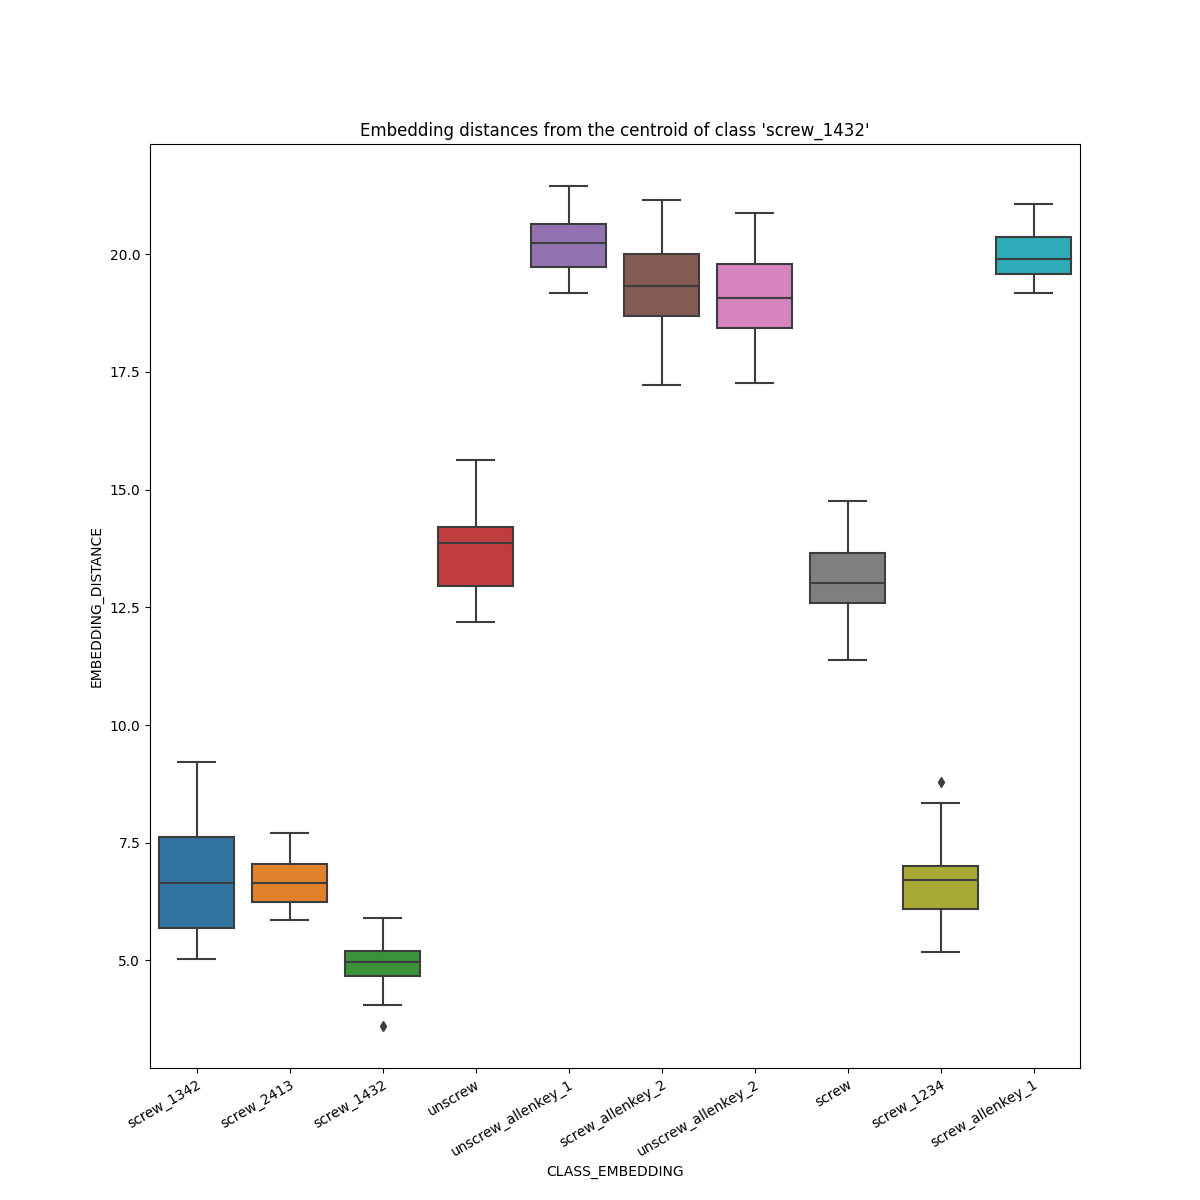 Embedding distances from the centroid of class 'screw_1432'
EMBEDDING_DISTANCE
20.0
17.5
15.0
12.5
10.0
7.5
5.0
screw_1342
screw_2413
screw_1432
unscrew
unscrew_allenkey_1
screw_allenkey_2
unscrew_allenkey_2
screw
screw_1234
screw_allenkey_1
CLASS_EMBEDDING